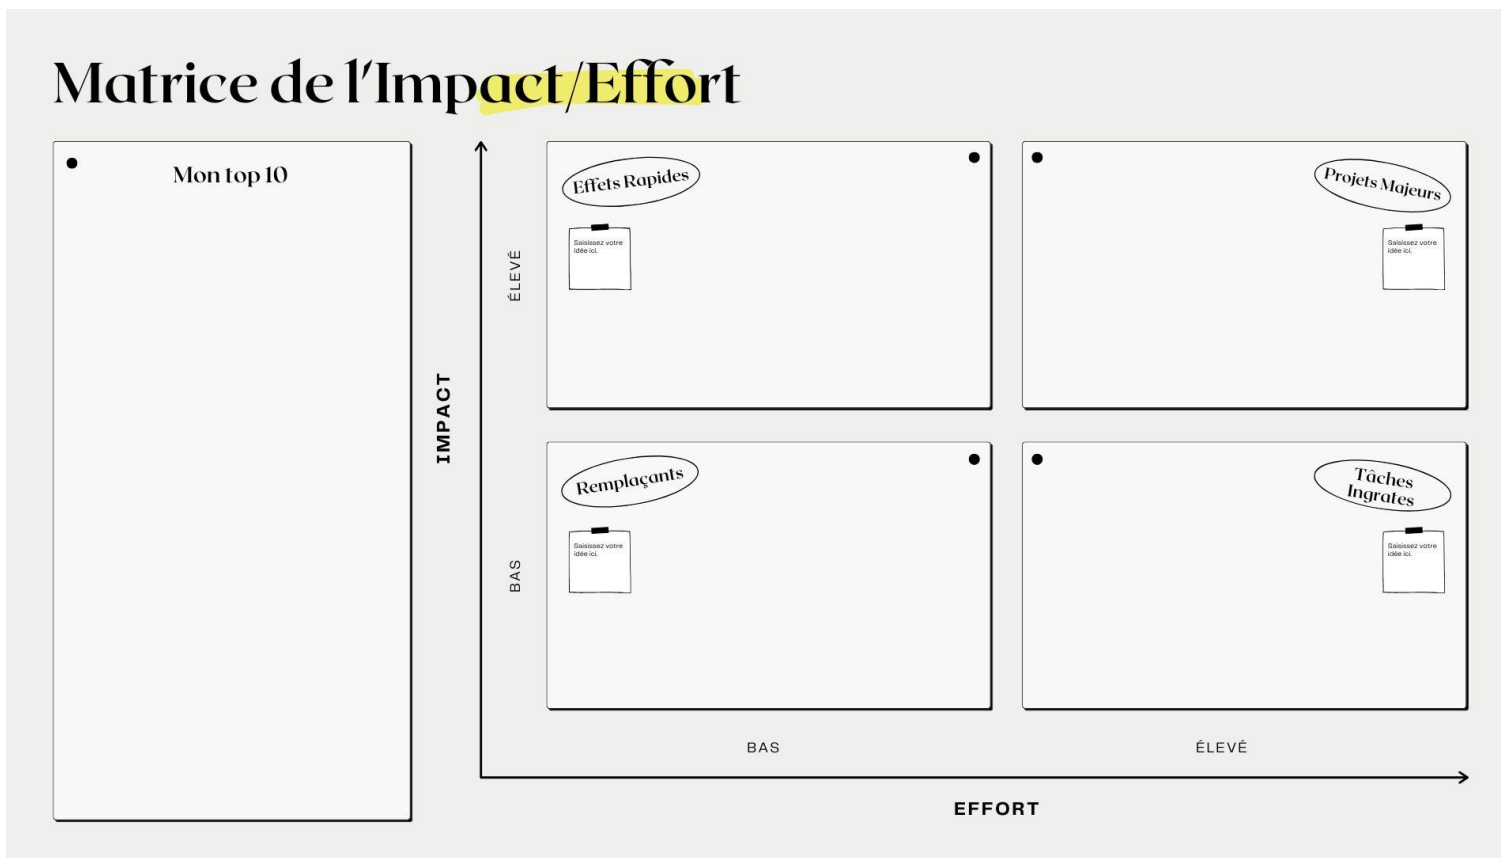 Matrice de l'Impact/Effort
Mon top 10
IMPACT
ÉLEVÉ
BAS
Effets Rapides
Saisissez votre
idée ici.
Projets Majeurs
Saisissez votre
idée ici.
Remplaçants
Saisissez votre
idée ici.
Tâches
Ingrates
Saisissez votre
idée ici.
BAS
ÉLEVÉ
EFFORT